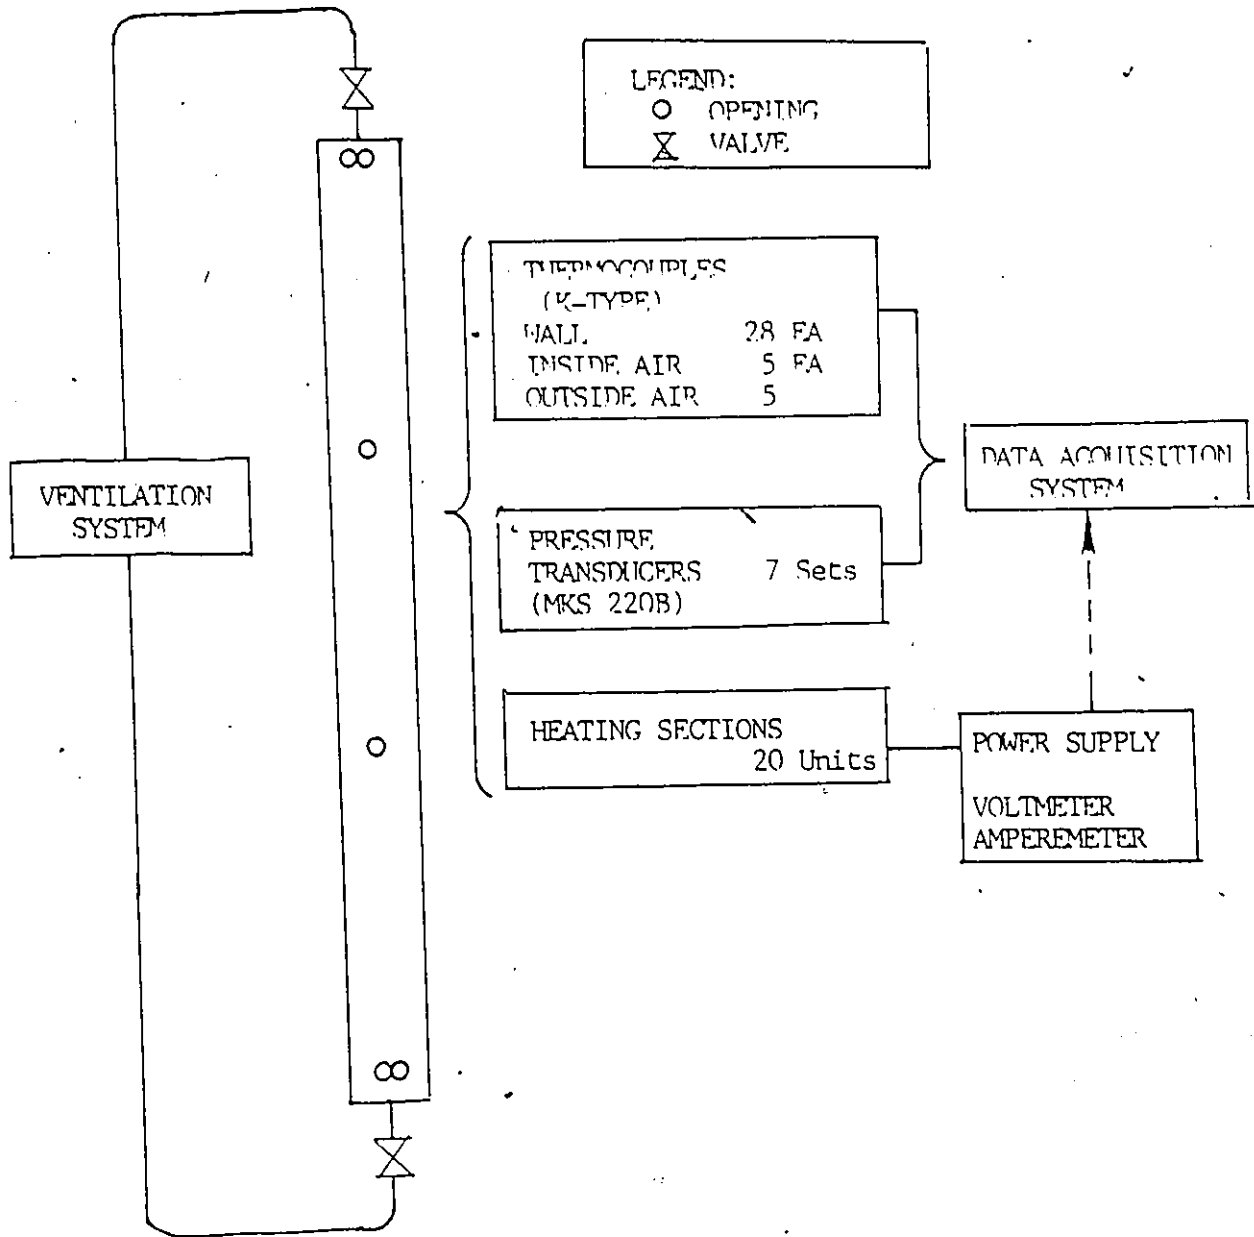 LEGEND:
OPENING
VALVE
THERMOCOUPLES
(K-TYPE)
WALL 28 EA
INSIDE AIR 5 EA
OUTSIDE AIR 5
VENTILATION
SYSTEM
DATA ACQUISITION
SYSTEM
PRESSURE
TRANSDUCERS 7 Sets
(MKS 220B)
HEATING SECTIONS
20 Units
POWER SUPPLY
VOLTMETER
AMPEREMETER